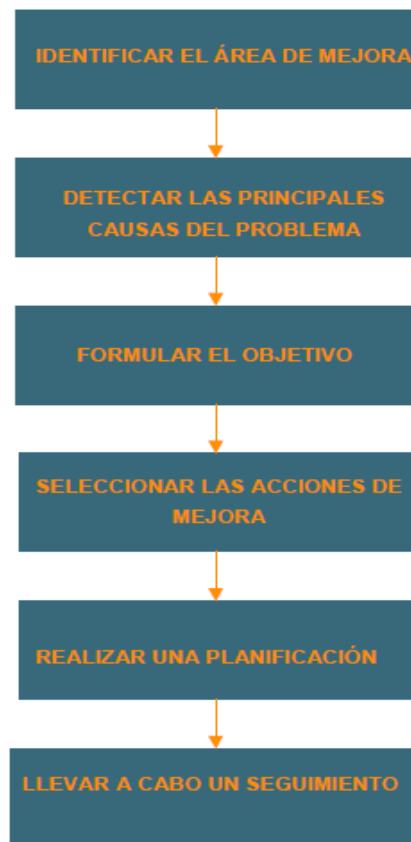 IDENTIFICAR EL ÁREA DE MEJORA
DETECTAR LAS PRINCIPALES
CAUSAS DEL PROBLEMA
FORMULAR EL OBJETIVO
SELECCIONAR LAS ACCIONES DE
MEJORA
REALIZAR UNA PLANIFICACIÓN
LLEVAR A CABO UN SEGUIMIENTO